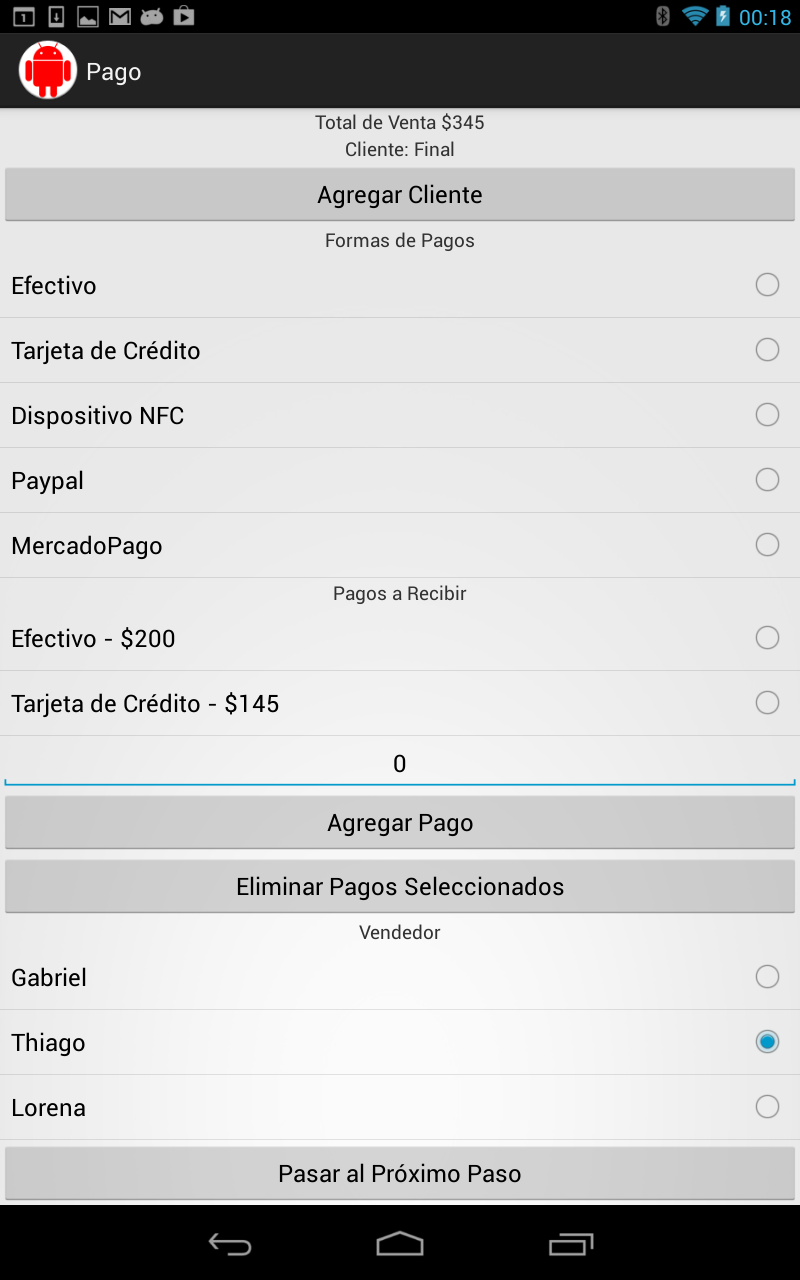 00:18
Pago
Total de Venta $345
Cliente: Final
Agregar Cliente
Formas de Pagos
Efectivo
Tarjeta de Crédito
Dispositivo NFC
Paypal
MercadoPago
Pagos a Recibir
Efectivo - $200
Tarjeta de Crédito - $145
0
Agregar Pago
Eliminar Pagos Seleccionados
Vendedor
Gabriel
Thiago
Lorena
Pasar al Próximo Paso